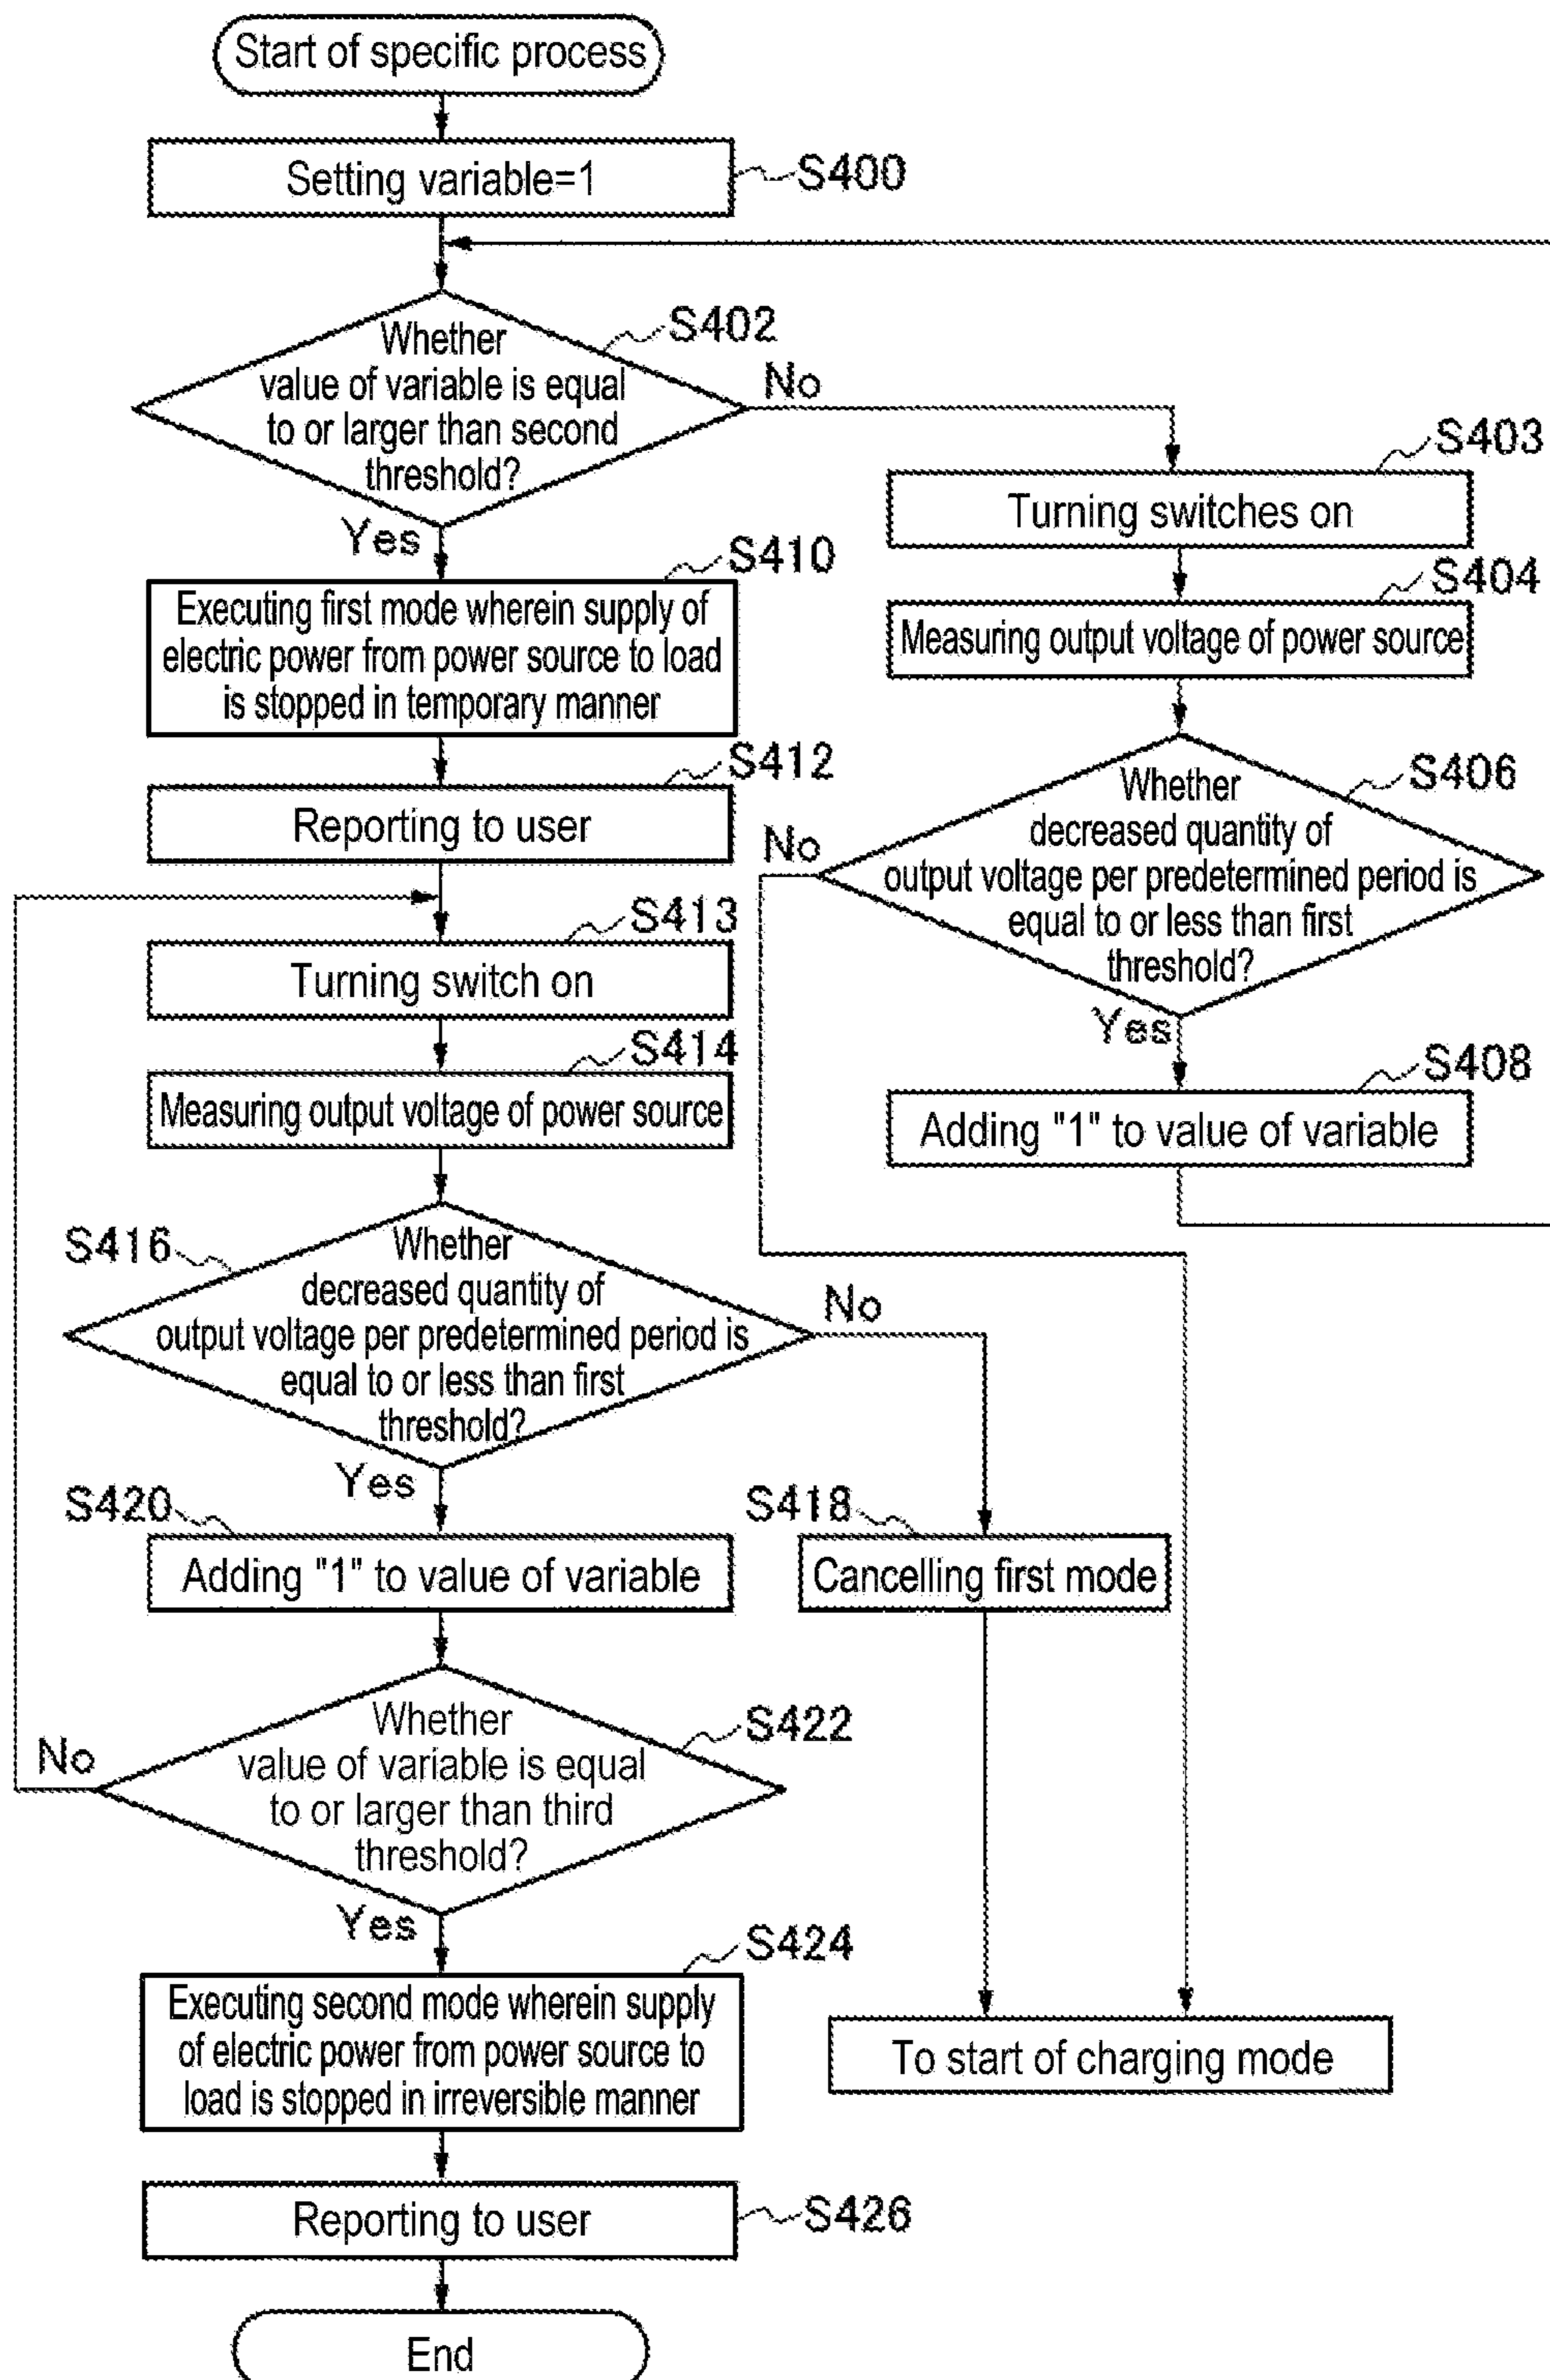 Start of specific process
Setting variable=1
S400
Whether
value of variable is equal
to or larger than second
threshold?
S402
No
Yes
S403
Turning switches on
S404
Measuring output voltage of power source
S406
Whether
decreased quantity of
output voltage per predetermined period is
equal to or less than first
threshold?
No
Yes
S408
Adding "1" to value of variable
S410
Executing first mode wherein supply of
electric power from power source to load
is stopped in temporary manner
S412
Reporting to user
S413
Turning switch on
S414
Measuring output voltage of power source
S416
Whether
decreased quantity of
output voltage per predetermined period is
equal to or less than first
threshold?
No
Yes
S418
Cancelling first mode
S420
Adding "1" to value of variable
S422
Whether
value of variable is equal
to or larger than third
threshold?
No
Yes
S424
Executing second mode wherein supply
of electric power from power source to
load is stopped in irreversible manner
To start of charging mode
Reporting to user
S426
End